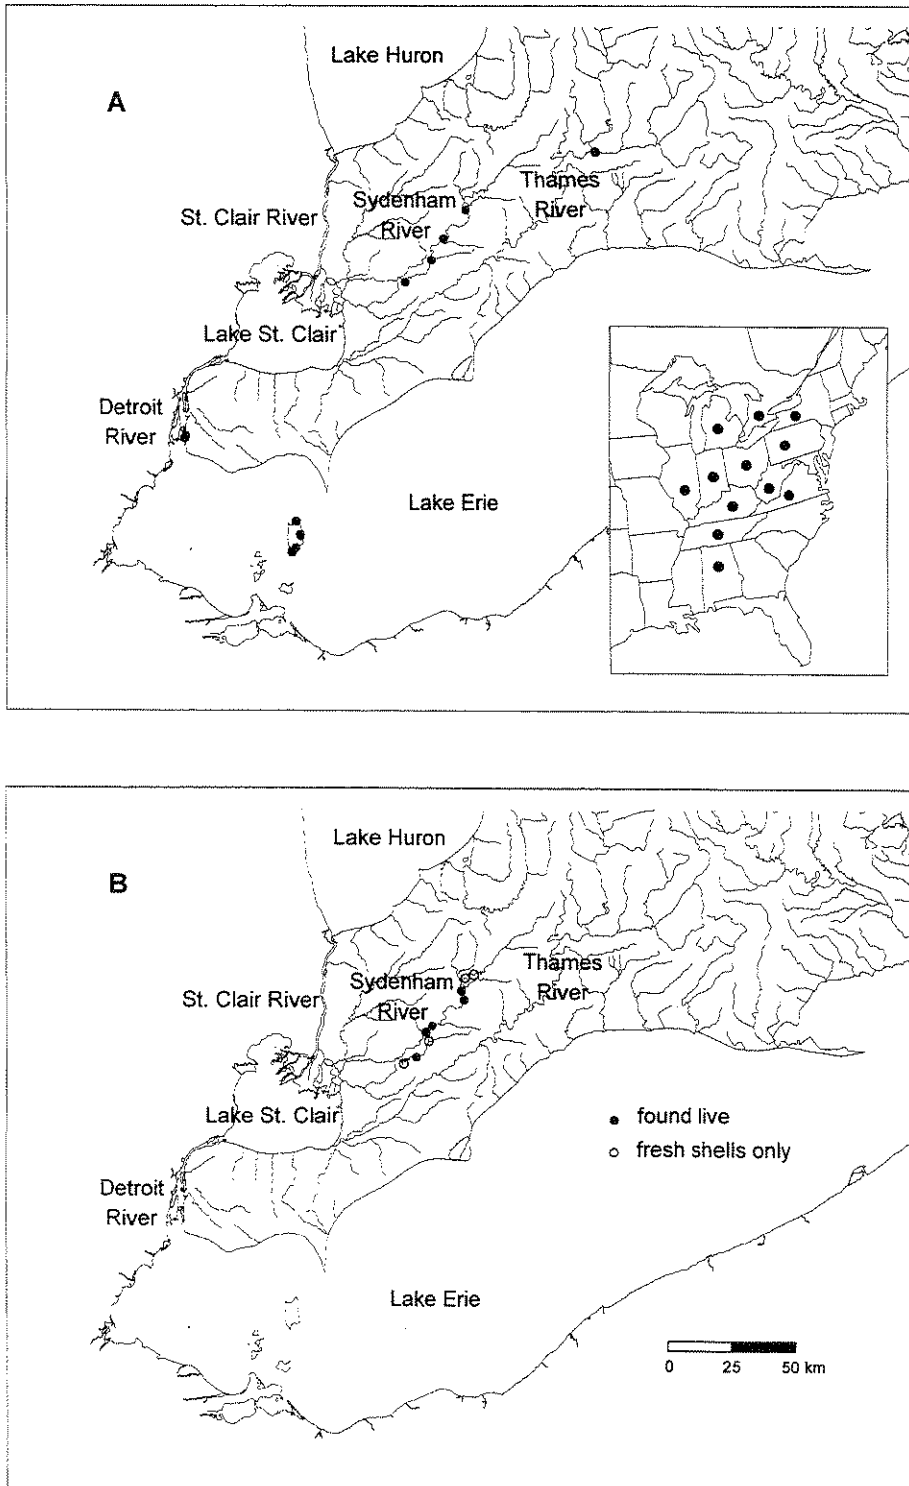 Lake Huron
A
Thames
River
Sydenham
River
St. Clair River
Lake St. Clair
Detroit
River
Lake Erie
Lake Huron
B
Thames
River
Sydenham
River
St. Clair River
Lake St. Clair
found live
fresh shells only
Detroit
River
Lake Erie
0 25 50 km